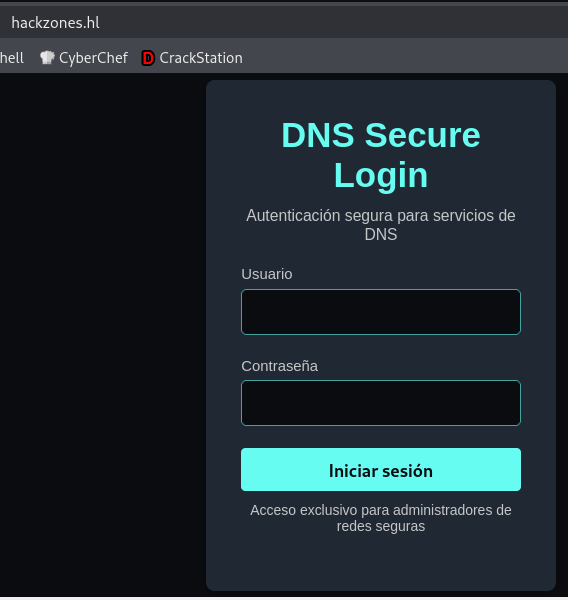 hackzones.hl
hell CyberChef CrackStation
DNS Secure
Login
Autenticación segura para servicios de
DNS
Usuario
Contraseña
Iniciar sesión
Acceso exclusivo para administradores de
redes seguras